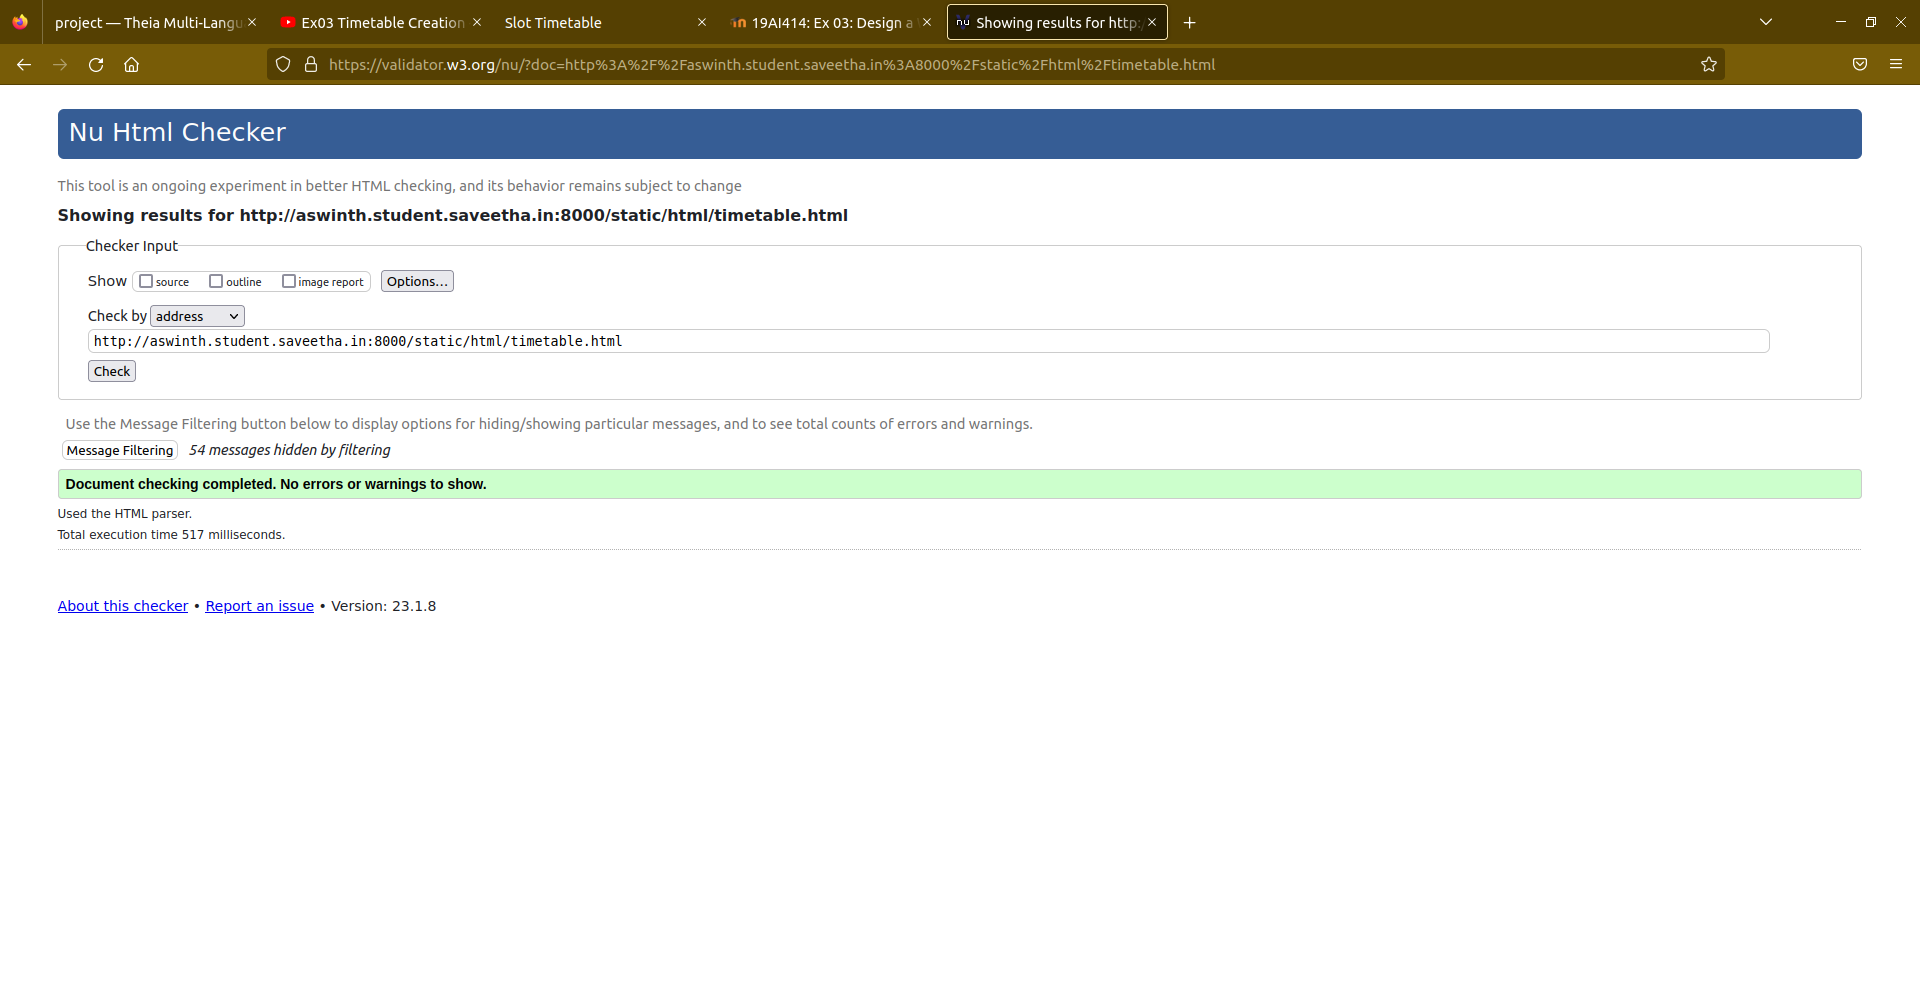 project — Theia Multi-Langu
Ex03 Timetable Creation
Slot Timetable
19AI414: Ex 03: Design a
nu Showing results for http:
https://validator.w3.org/nu/?doc=http%3A%2F%2Faswinth.student.saveetha.in%3A8000%2Fstatic%2Fhtml%2Ftimetable.html
Nu Html Checker
This tool is an ongoing experiment in better HTML checking, and its behavior remains subject to change
Showing results for http://aswinth.student.saveetha.in:8000/static/html/timetable.html
Checker Input
Show source outline image report Options...
Check by address
http://aswinth.student.saveetha.in:8000/static/html/timetable.html
Check
Use the Message Filtering button below to display options for hiding/showing particular messages, and to see total counts of errors and warnings.
Message Filtering 54 messages hidden by filtering
Document checking completed. No errors or warnings to show.
Used the HTML parser.
Total execution time 517 milliseconds.
About this checker • Report an issue • Version: 23.1.8